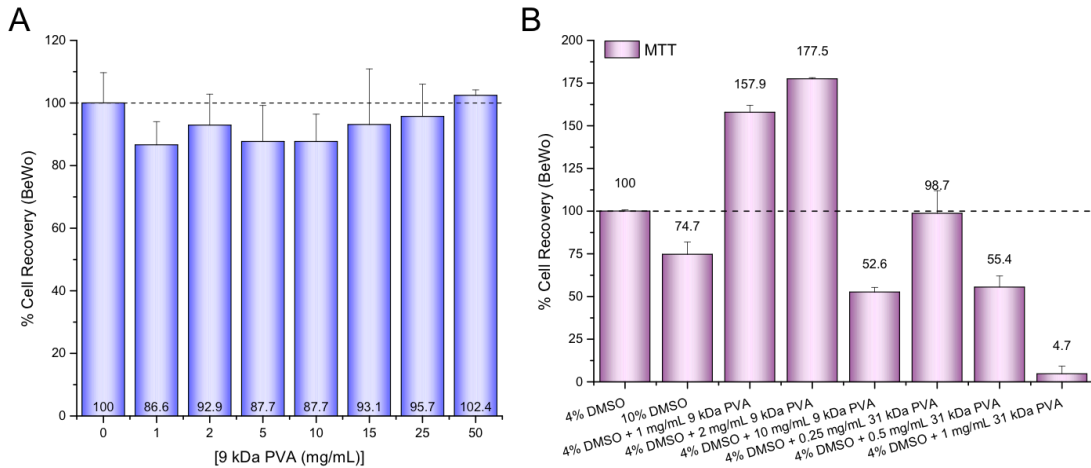 A
% Cell Recovery (BeWo)
120
100
80
60
40
20
0
100
86.6
92.9
87.7
87.7
93.1
95.7
102.4
0
1
2
5
10
15
25
50
[9 kDa PVA (mg/mL)]
B
% Cell Recovery (BeWo)
200
175
150
125
100
75
50
25
0
MTT
100
74.7
157.9
177.5
52.6
98.7
55.4
4.7
4% DMSO
10% DMSO
4% DMSO + 1 mg/mL 9 kDa PVA
4% DMSO + 2 mg/mL 9 kDa PVA
4% DMSO + 10 mg/mL 9 kDa PVA
4% DMSO + 0.25 mg/mL 31 kDa PVA
4% DMSO + 0.5 mg/mL 31 kDa PVA
4% DMSO + 1 mg/mL 31 kDa PVA